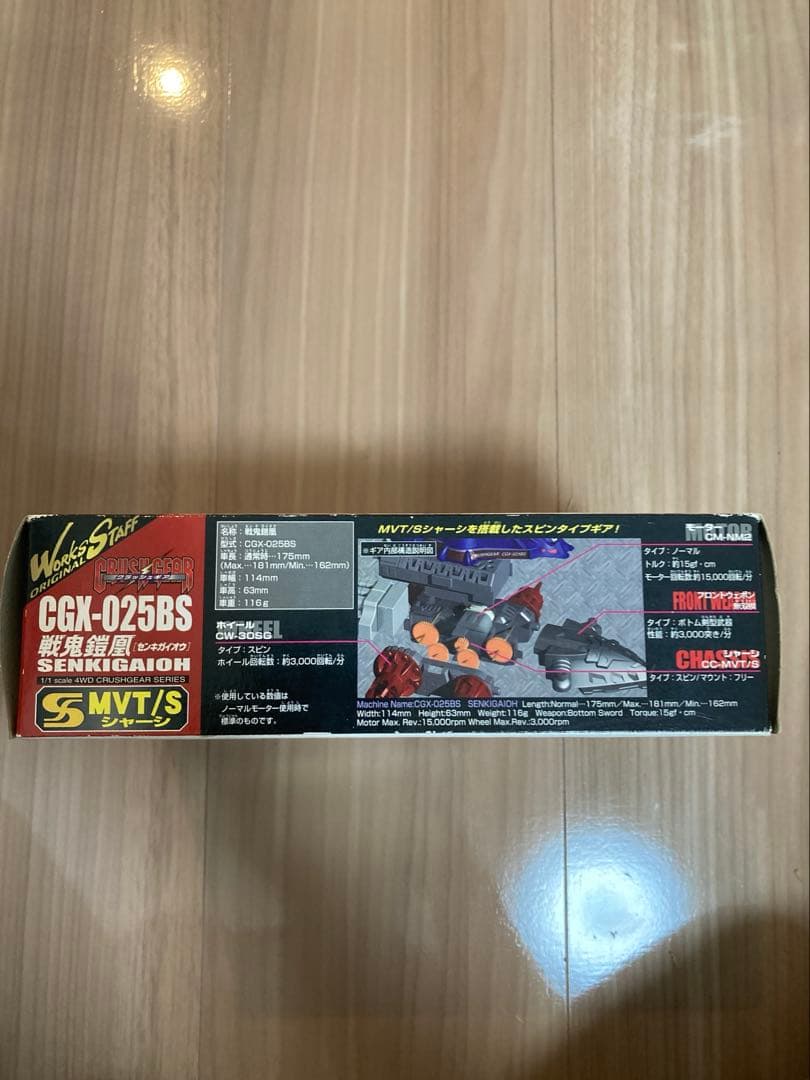 WORKS STAFF
ORIGINAL
CRUSH GEAR
クラッシュギア
CGX-025BS
戦鬼鎧凰[センキガイオウ]
SENKIGAIOH
1/1 scale 4WD CRUSHGEAR SERIES
SS MVT/S
シャーシ
名称:戦鬼鎧凰
型式:CGX-025BS
車長:通常時…175mm
(Max.…181mm/Min.…162mm)
車幅:114mm
車高:63mm
車重:116g
ホイール
CW-30SG
タイプ:スピン
ホイール回転数:約3,000回転/分
※使用している数値は
ノーマルモーター使用時で
標準のものです。
MVT/Sシャーシを搭載したスピンタイプギア!
※ギア内部構造説明図
MOTOR
モーター
CM-NM2
タイプ:ノーマル
トルク:約15gf・cm
モーター回転数:約15,000回転/分
FRONT WEAPON
フロントウェポン
タイプ:ボトム剣型武器
性能:約3,000突き/分
CHASSIS
シャーシ
CC-MVT/S
タイプ:スピン/マウント:フリー
Machine Name:CGX-025BS SENKIGAIOH Length:Normal…175mm/Max.…181mm/Min.…162mm
Width:114mm Height:63mm Weight:116g Weapon:Bottom Sword Torque:15gf・cm
Motor Max. Rev.:15,000rpm Wheel Max.Rev.:3,000rpm